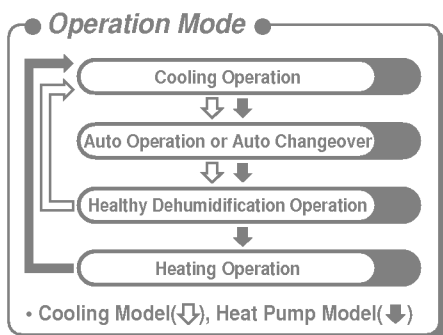 Operation Mode
Cooling Operation
Auto Operation or Auto Changeover
Healthy Dehumidification Operation
Heating Operation
• Cooling Model(⇩), Heat Pump Model(⬇)